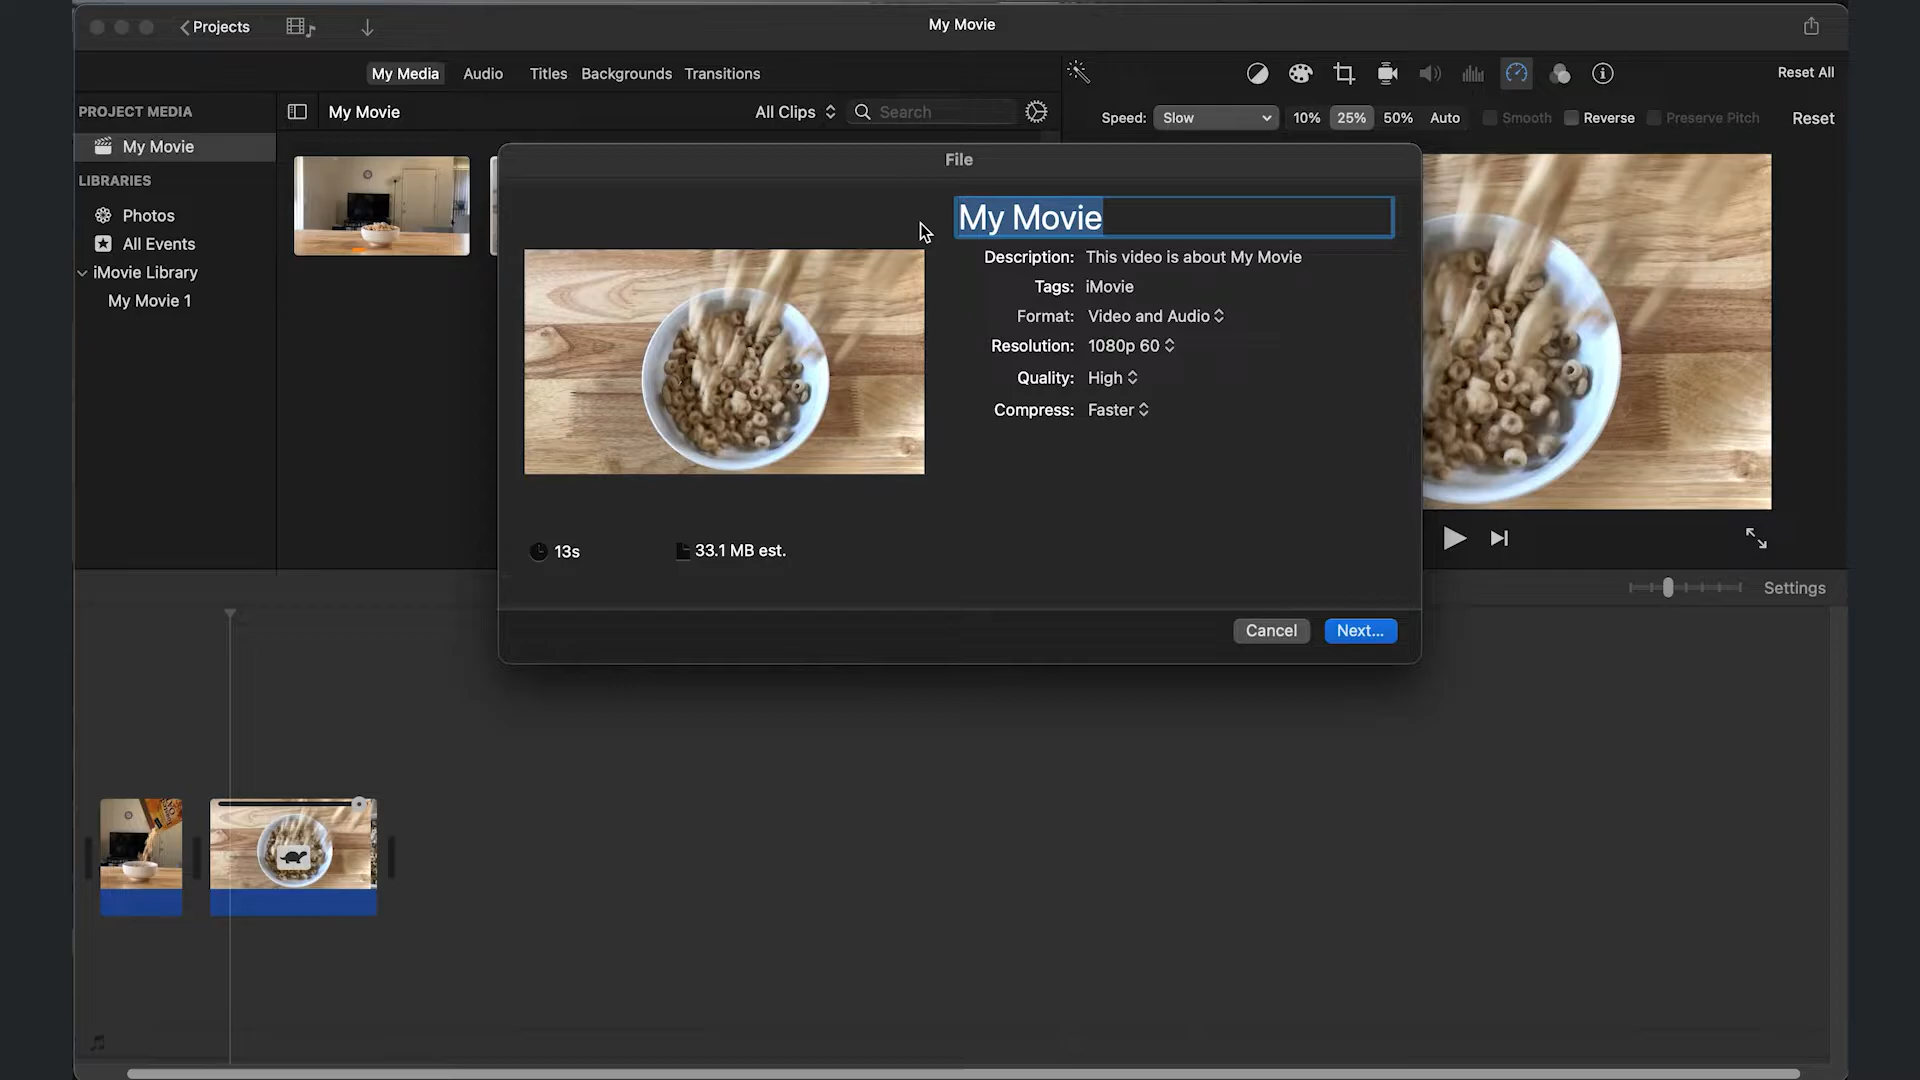 Projects
My Movie
My Media
Audio
Titles
Backgrounds
Transitions
Reset All
PROJECT MEDIA
My Movie
All Clips
Search
Speed:
Slow
10%
25%
50%
Auto
Smooth
Reverse
Preserve Pitch
Reset
My Movie
LIBRARIES
Photos
All Events
iMovie Library
My Movie 1
File
My Movie
Description: This video is about My Movie
Tags: iMovie
Format: Video and Audio
Resolution: 1080p 60
Quality: High
Compress: Faster
13s
33.1 MB est.
Cancel
Next...
Settings